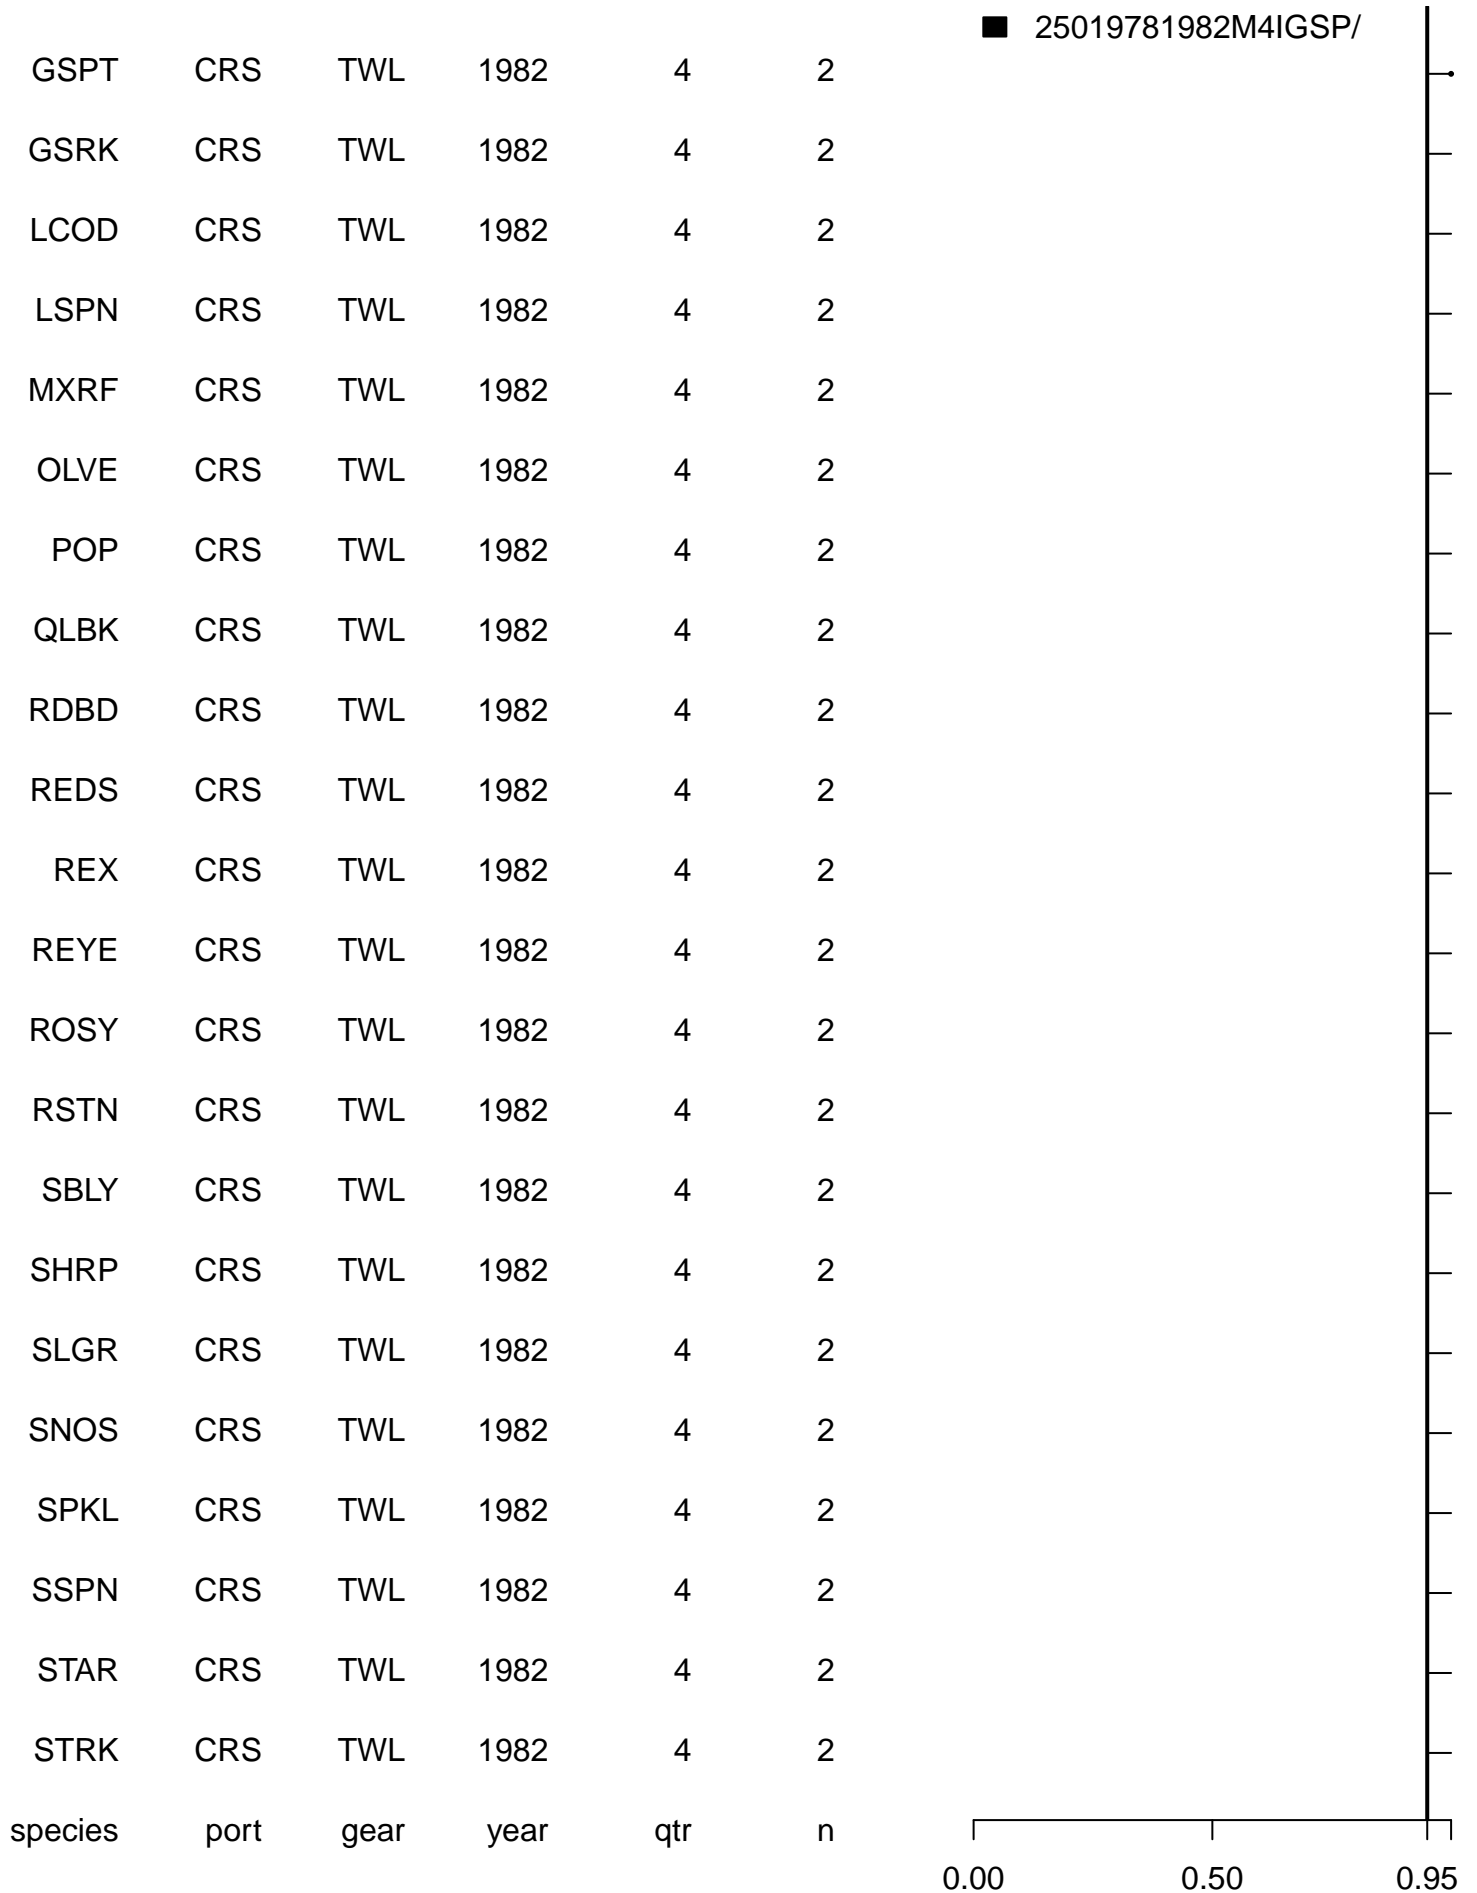 25019781982M4IGSP/
GSPT CRS TWL 1982 4 2
GSRK CRS TWL 1982 4 2
LCOD CRS TWL 1982 4 2
LSPN CRS TWL 1982 4 2
MXRF CRS TWL 1982 4 2
OLVE CRS TWL 1982 4 2
POP CRS TWL 1982 4 2
QLBK CRS TWL 1982 4 2
RDBD CRS TWL 1982 4 2
REDS CRS TWL 1982 4 2
REX CRS TWL 1982 4 2
REYE CRS TWL 1982 4 2
ROSY CRS TWL 1982 4 2
RSTN CRS TWL 1982 4 2
SBLY CRS TWL 1982 4 2
SHRP CRS TWL 1982 4 2
SLGR CRS TWL 1982 4 2
SNOS CRS TWL 1982 4 2
SPKL CRS TWL 1982 4 2
SSPN CRS TWL 1982 4 2
STAR CRS TWL 1982 4 2
STRK CRS TWL 1982 4 2
species port gear year qtr n
0.00 0.50 0.95